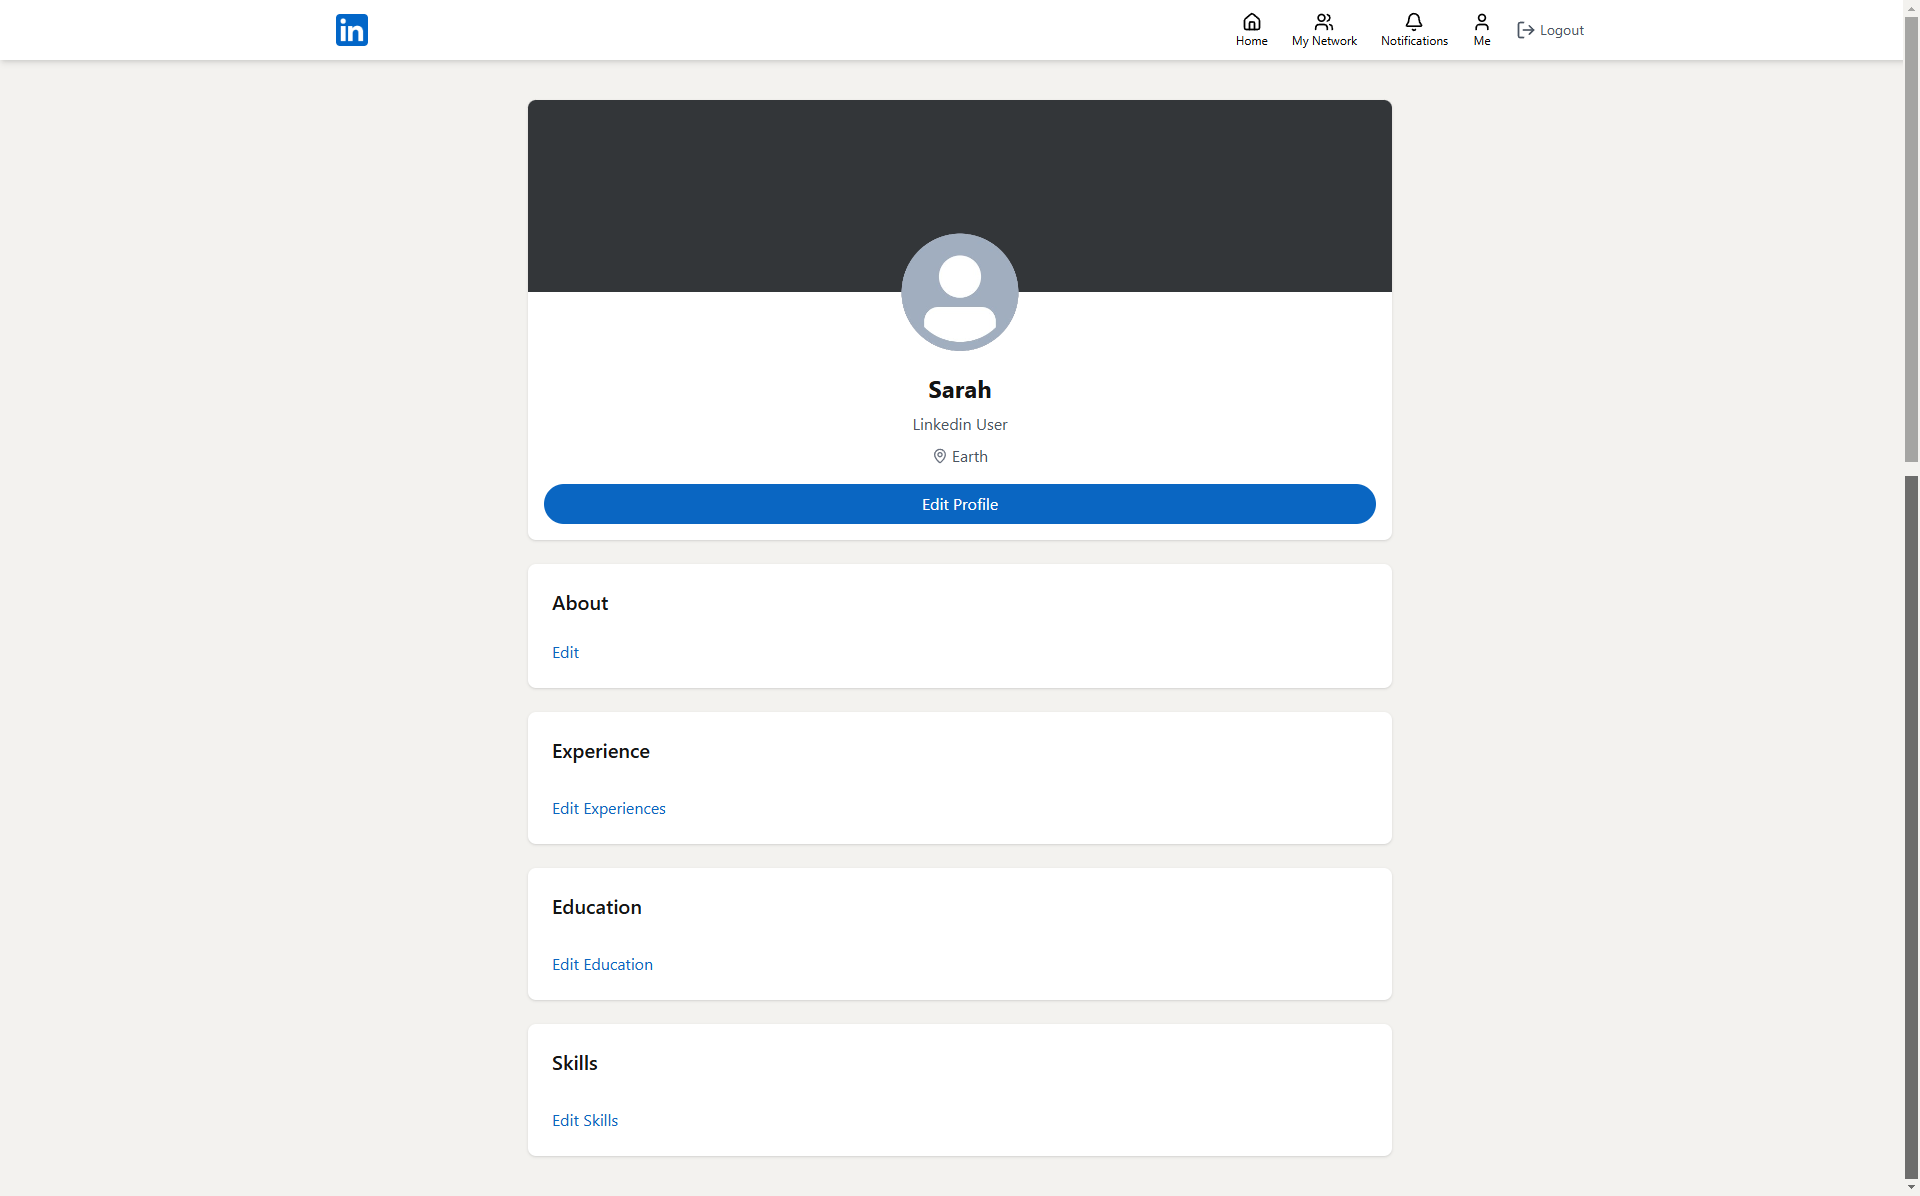 in
Home
My Network
Notifications
Me
Logout
Sarah
Linkedin User
Earth
Edit Profile
About
Edit
Experience
Edit Experiences
Education
Edit Education
Skills
Edit Skills